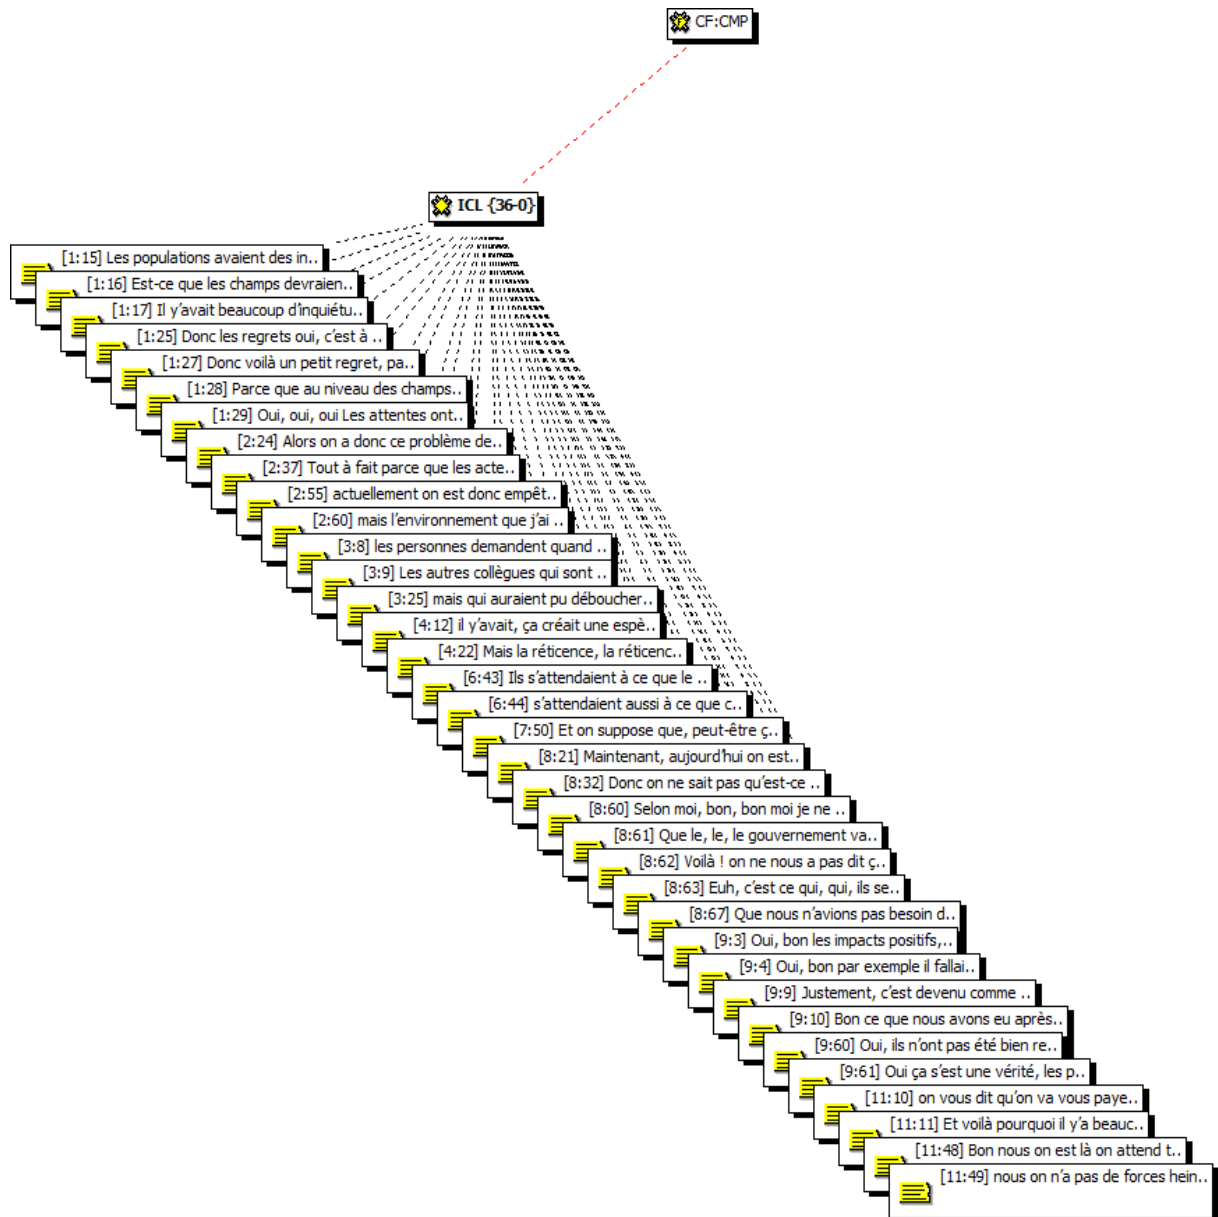 CF:CMP
ICL {36-0}
[1:15] Les populations avaient des in..
[1:16] Est-ce que les champs devraien..
[1:17] Il y'avait beaucoup d'inquiétu..
[1:25] Donc les regrets oui, c'est à ..
[1:27] Donc voilà un petit regret, pa..
[1:28] Parce que au niveau des champs..
[1:29] Oui, oui, oui Les attentes ont..
[2:24] Alors on a donc ce problème de..
[2:37] Tout à fait parce que les acte..
[2:55] actuellement on est donc empêt..
[2:60] mais l'environnement que j'ai ..
[3:8] les personnes demandent quand ..
[3:9] Les autres collègues qui sont ..
[3:25] mais qui auraient pu déboucher..
[4:12] il y'avait, ça créait une espè..
[4:22] Mais la réticence, la réticenc..
[6:43] Ils s'attendaient à ce que le ..
[6:44] s'attendaient aussi à ce que c..
[7:50] Et on suppose que, peut-être ç..
[8:21] Maintenant, aujourd'hui on est..
[8:32] Donc on ne sait pas qu'est-ce ..
[8:60] Selon moi, bon, bon moi je ne ..
[8:61] Que le, le, le gouvernement va..
[8:62] Voilà ! on ne nous a pas dit ç..
[8:63] Euh, c'est ce qui, qui, ils se..
[8:67] Que nous n'avions pas besoin d..
[9:3] Oui, bon les impacts positifs,..
[9:4] Oui, bon par exemple il fallai..
[9:9] Justement, c'est devenu comme ..
[9:10] Bon ce que nous avons eu après..
[9:60] Oui, ils n'ont pas été bien re..
[9:61] Oui ça s'est une vérité, les p..
[11:10] on vous dit qu'on va vous paye..
[11:11] Et voilà pourquoi il y'a beauc..
[11:48] Bon nous on est là on attend t..
[11:49] nous on n'a pas de forces hein..